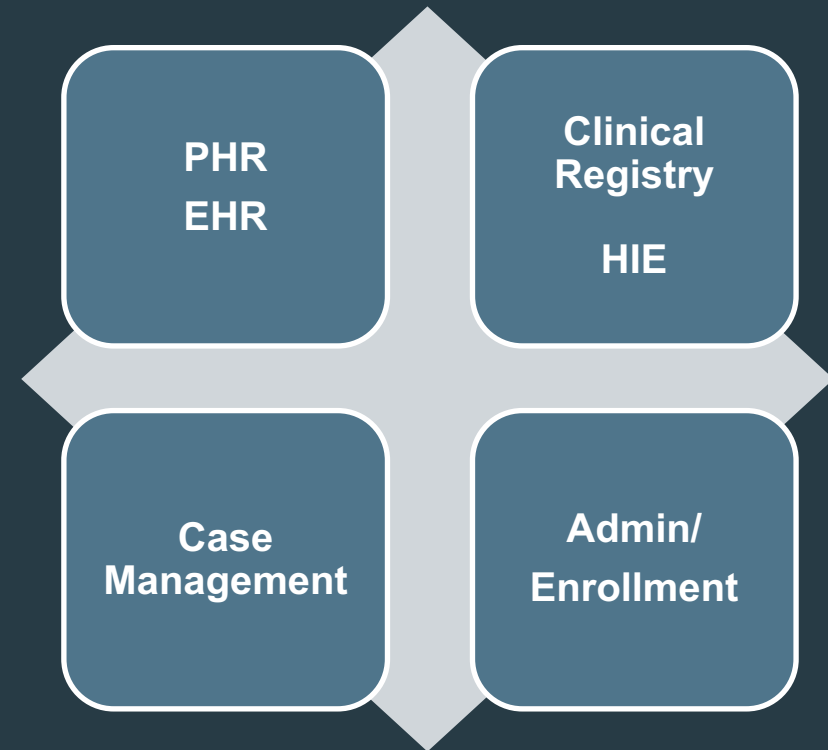 PHR
EHR
Clinical
Registry
HIE
Case
Management
Admin/
Enrollment